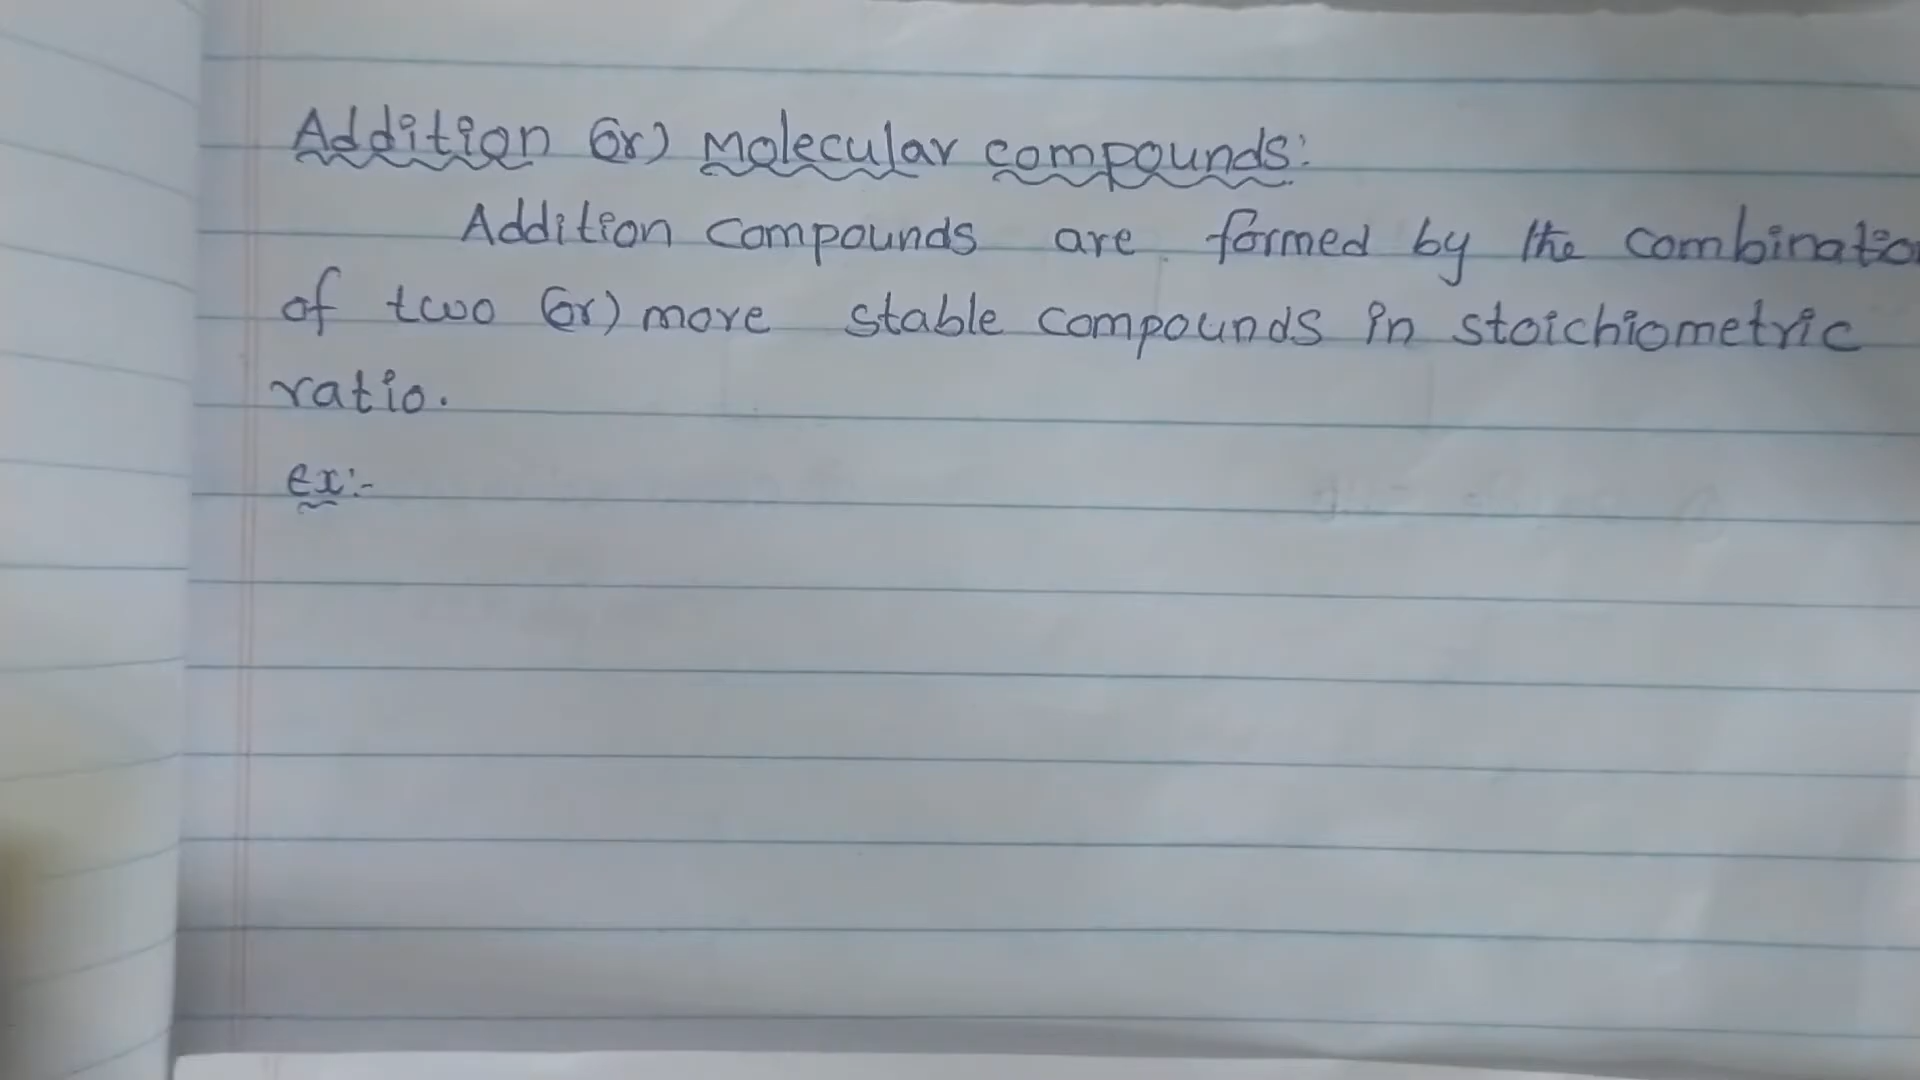 Addition (or) Molecular compounds:
Addition compounds are formed by the combinatio
of two (or) more stable compounds in stoichiometric
ratio.
ex:-